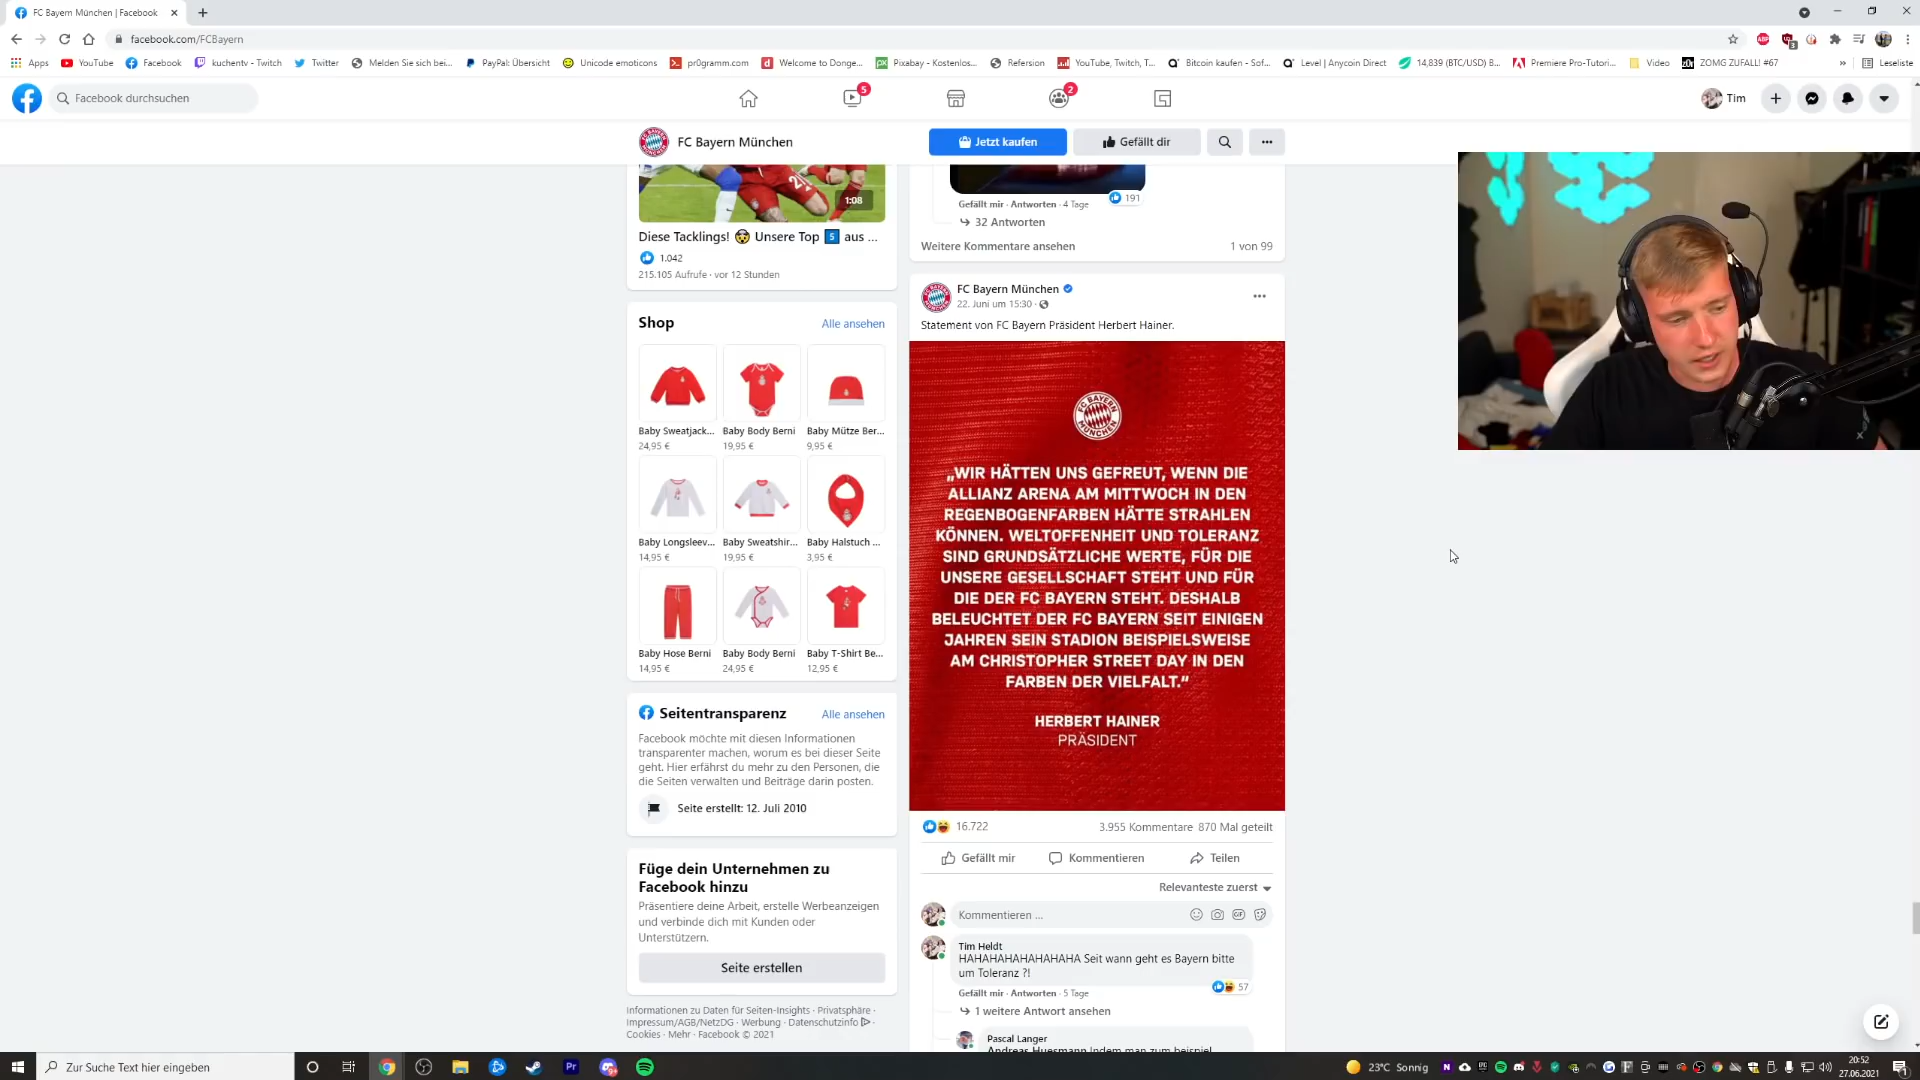 FC Bayern München | Facebook
facebook.com/FCBayern
Apps YouTube Facebook kuchentv - Twitch Twitter Melden Sie sich bei... PayPal: Übersicht Unicode emoticons pr0gramm.com Welcome to Donge... Pixabay - Kostenlos... Refersion YouTube, Twitch, T... Bitcoin kaufen - Sof... Level | Anycoin Direct 14,839 (BTC/USD) B... Premiere Pro-Tutori... Video ZOMG ZUFALL! #67 » Leseliste
Facebook durchsuchen
5
2
Tim
FC Bayern München
Jetzt kaufen
Gefällt dir
1:08
Diese Tacklings! 🤯 Unsere Top 5 aus ...
1.042
215.105 Aufrufe · vor 12 Stunden
Shop
Alle ansehen
Baby Sweatjack... Baby Body Berni Baby Mütze Ber...
24,95 € 19,95 € 9,95 €
Baby Longsleev... Baby Sweatshir... Baby Halstuch ...
14,95 € 19,95 € 3,95 €
Baby Hose Berni Baby Body Berni Baby T-Shirt Be...
14,95 € 24,95 € 12,95 €
Seitentransparenz
Alle ansehen
Facebook möchte mit diesen Informationen
transparenter machen, worum es bei dieser Seite
geht. Hier erfährst du mehr zu den Personen, die
die Seiten verwalten und Beiträge darin posten.
Seite erstellt: 12. Juli 2010
Füge dein Unternehmen zu
Facebook hinzu
Präsentiere deine Arbeit, erstelle Werbeanzeigen
und verbinde dich mit Kunden oder
Unterstützern.
Seite erstellen
Informationen zu Daten für Seiten-Insights · Privatsphäre ·
Impressum/AGB/NetzDG · Werbung · Datenschutzinfo ·
Cookies · Mehr · Facebook © 2021
Gefällt mir · Antworten · 4 Tage
191
32 Antworten
Weitere Kommentare ansehen
1 von 99
FC Bayern München
22. Juni um 15:30 ·
Statement von FC Bayern Präsident Herbert Hainer.
FC BAYERN
MÜNCHEN
„WIR HÄTTEN UNS GEFREUT, WENN DIE
ALLIANZ ARENA AM MITTWOCH IN DEN
REGENBOGENFARBEN HÄTTE STRAHLEN
KÖNNEN. WELTOFFENHEIT UND TOLERANZ
SIND GRUNDSÄTZLICHE WERTE, FÜR DIE
UNSERE GESELLSCHAFT STEHT UND FÜR
DIE DER FC BAYERN STEHT. DESHALB
BELEUCHTET DER FC BAYERN SEIT EINIGEN
JAHREN SEIN STADION BEISPIELSWEISE
AM CHRISTOPHER STREET DAY IN DEN
FARBEN DER VIELFALT.“
HERBERT HAINER
PRÄSIDENT
16.722
3.955 Kommentare 870 Mal geteilt
Gefällt mir
Kommentieren
Teilen
Relevanteste zuerst
Kommentieren ...
Tim Heldt
HAHAHAHAHAHAHAHA Seit wann geht es Bayern bitte
um Toleranz ?!
57
Gefällt mir · Antworten · 5 Tage
1 weitere Antwort ansehen
Pascal Langer
Andreas Huesmann Indem man zum beispiel
Zur Suche Text hier eingeben
23°C Sonnig
20:52
27.06.2021